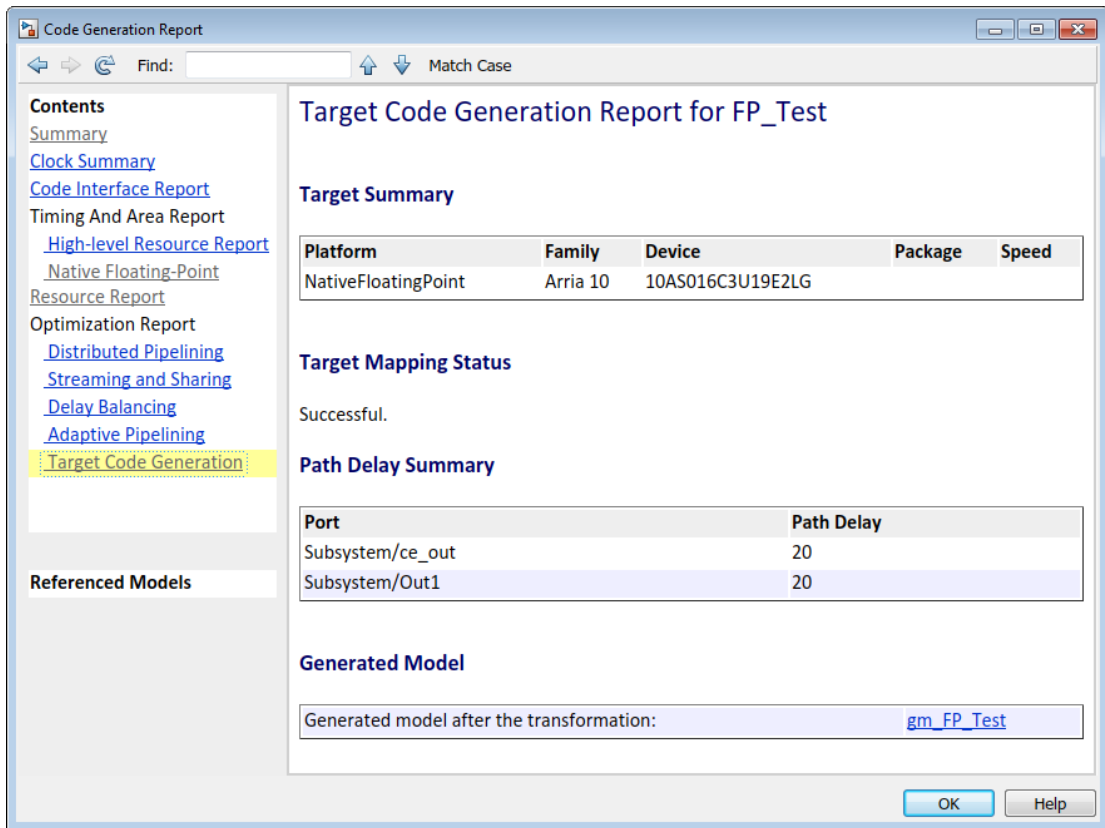 Code Generation Report
Find:
Match Case
Contents
Summary
Clock Summary
Code Interface Report
Timing And Area Report
High-level Resource Report
Native Floating-Point
Resource Report
Optimization Report
Distributed Pipelining
Streaming and Sharing
Delay Balancing
Adaptive Pipelining
Target Code Generation
Referenced Models
Target Code Generation Report for FP_Test
Target Summary
Platform Family Device Package Speed
NativeFloatingPoint Arria 10 10AS016C3U19E2LG
Target Mapping Status
Successful.
Path Delay Summary
Port Path Delay
Subsystem/ce_out 20
Subsystem/Out1 20
Generated Model
Generated model after the transformation: gm_FP_Test
OK Help